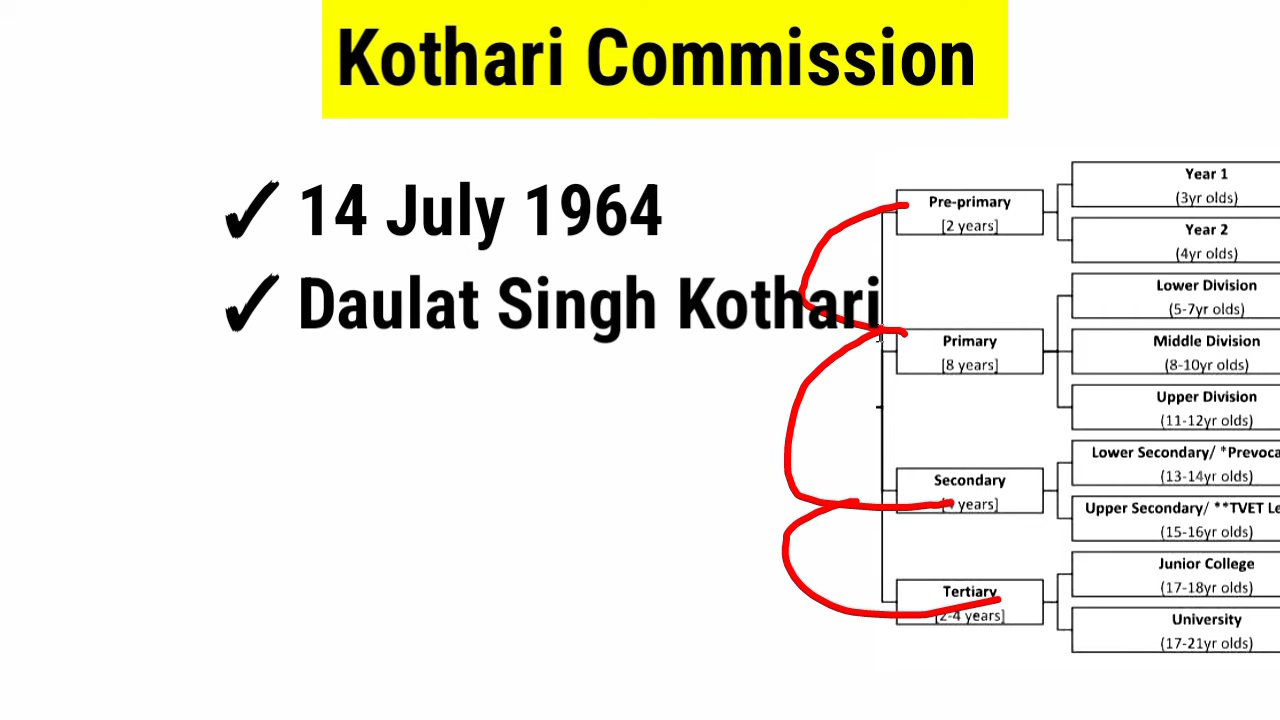 Kothari Commission
✓ 14 July 1964
✓ Daulat Singh Kothari
Pre-primary
[2 years]
Year 1
(3yr olds)
Year 2
(4yr olds)
Primary
[8 years]
Lower Division
(5-7yr olds)
Middle Division
(8-10yr olds)
Upper Division
(11-12yr olds)
Secondary
years]
Lower Secondary/ *Prevoca
(13-14yr olds)
Upper Secondary/ **TVET Le
(15-16yr olds)
Tertiary
[2-4 years]
Junior College
(17-18yr olds)
University
(17-21yr olds)